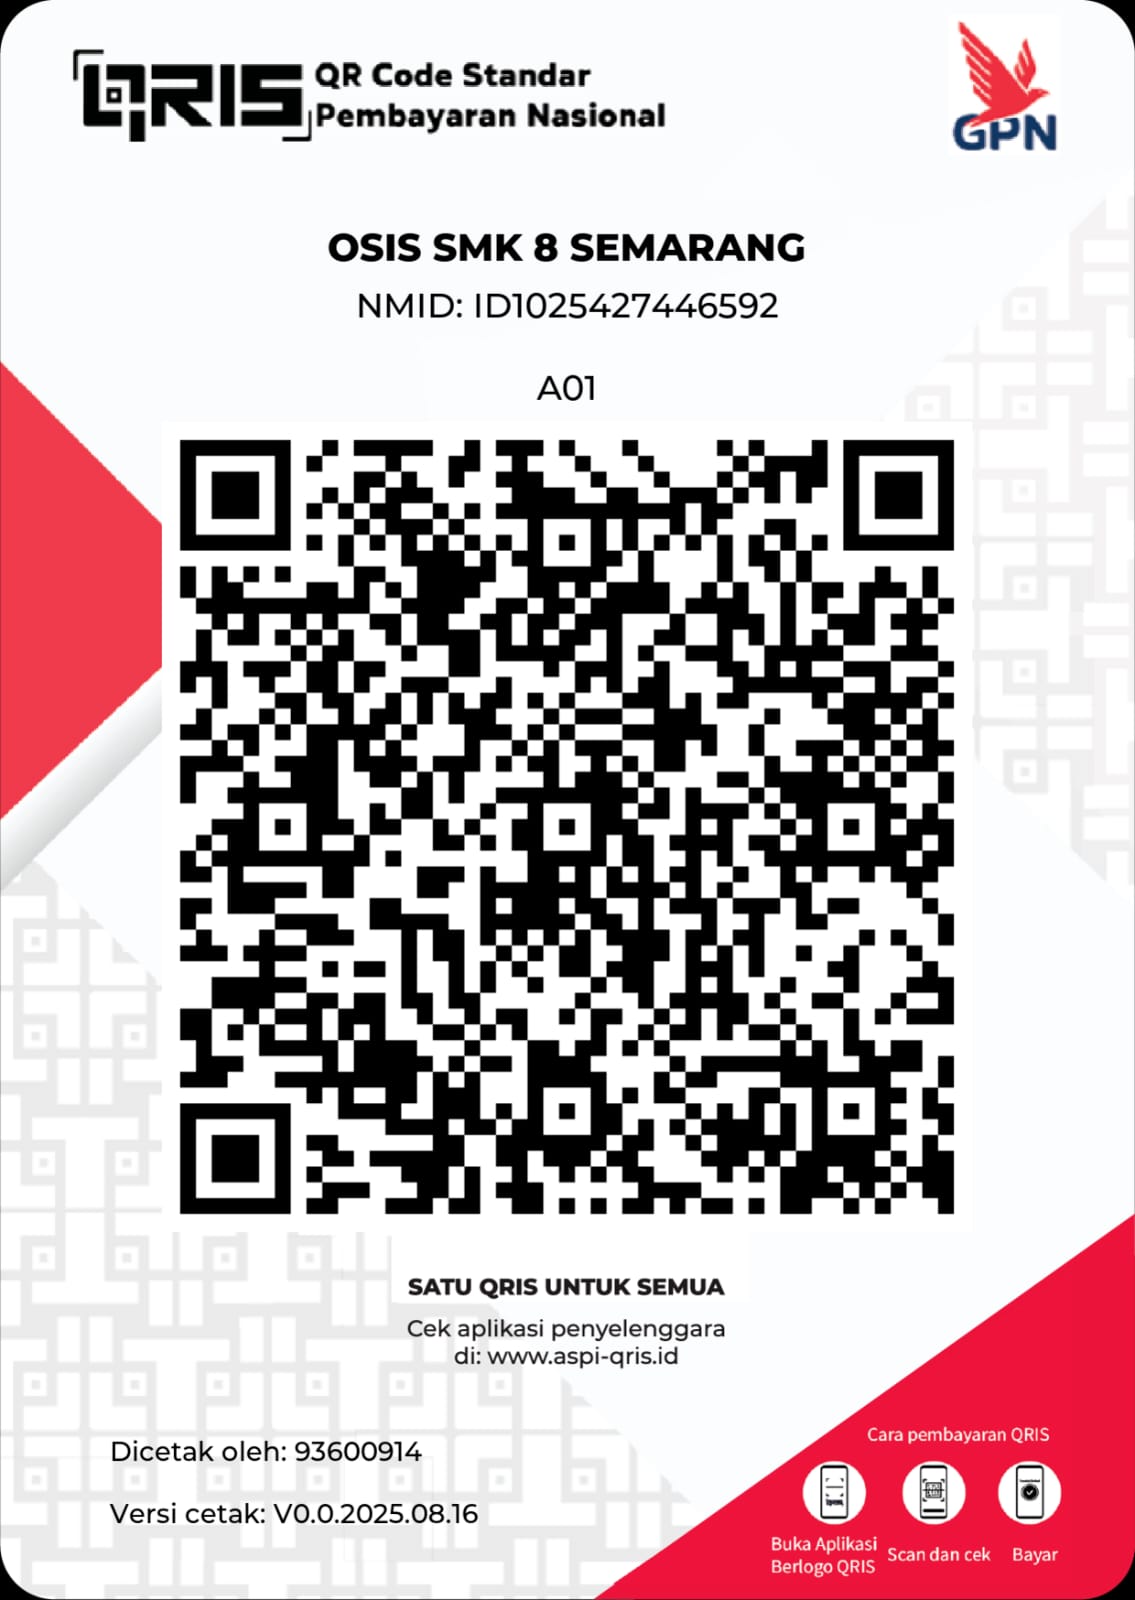 QRIS
QR Code Standar
Pembayaran Nasional
GPN
OSIS SMK 8 SEMARANG
NMID: ID1025427446592
A01
SATU QRIS UNTUK SEMUA
Cek aplikasi penyelenggara
di: www.aspi-qris.id
Dicetak oleh: 93600914
Versi cetak: V0.0.2025.08.16
Cara pembayaran QRIS
Buka Aplikasi
Berlogo QRIS
Scan dan cek
Bayar